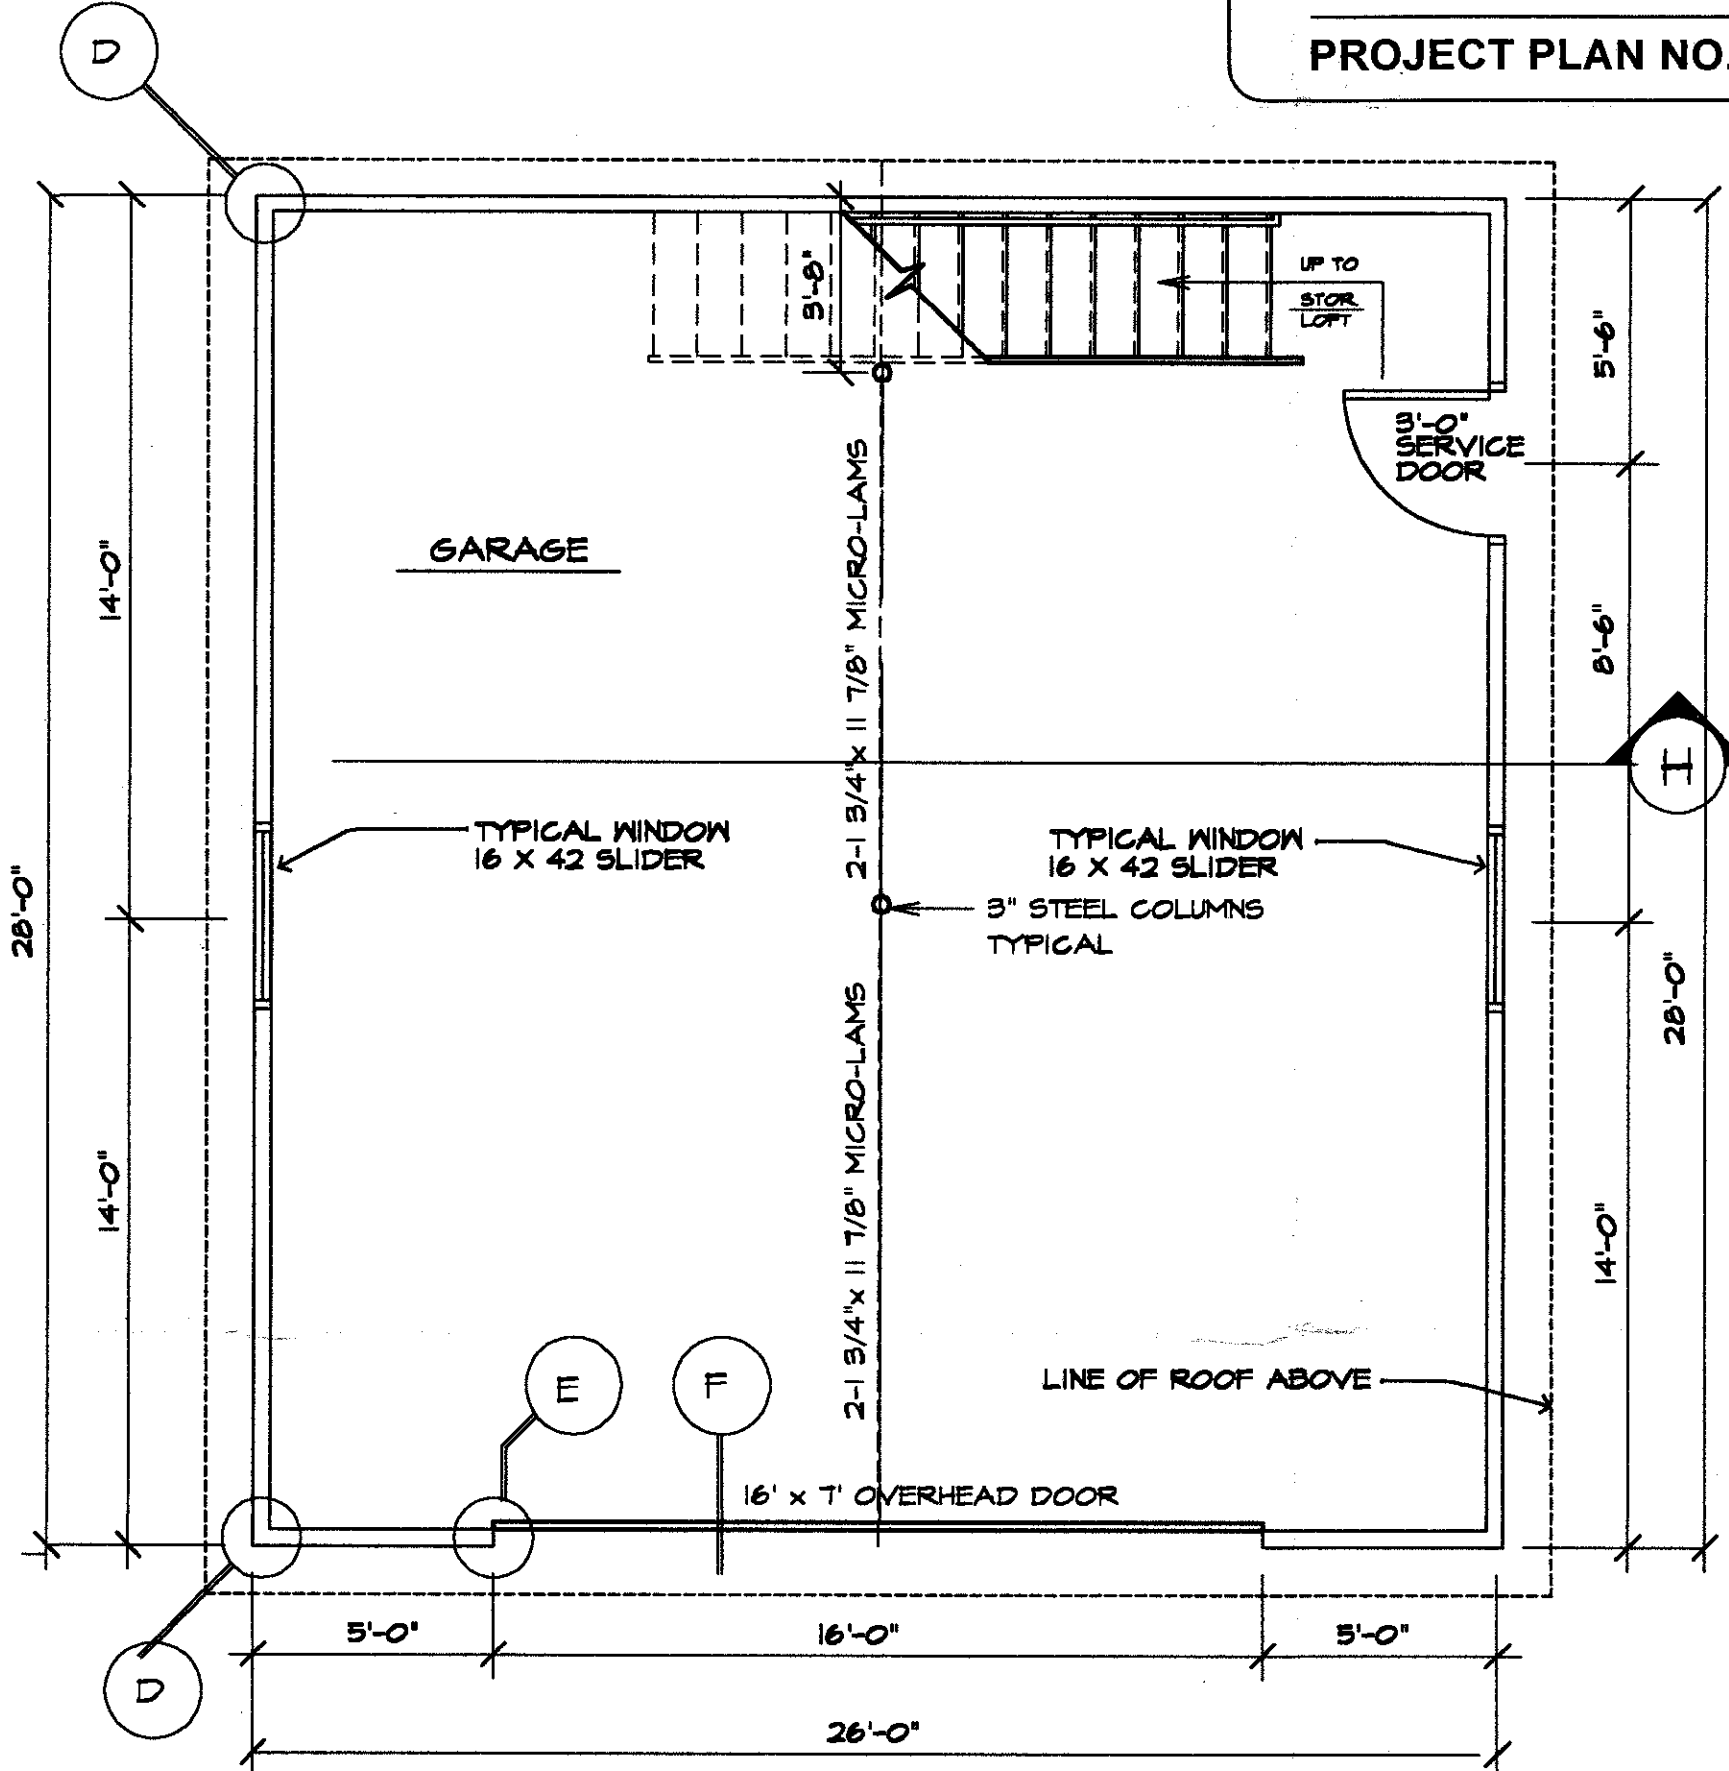 PROJECT PLAN NO.
D
3'-8"
UP TO
STOR
LOFT
5'-6"
3'-0"
SERVICE
DOOR
GARAGE
14'-0"
2-1 3/4"x 11 7/8" MICRO-LAMS
8'-6"
1
TYPICAL WINDOW
16 X 42 SLIDER
TYPICAL WINDOW
16 X 42 SLIDER
28'-0"
3" STEEL COLUMNS
TYPICAL
28'-0"
14'-0"
2-1 3/4"x 11 7/8" MICRO-LAMS
14'-0"
E
F
LINE OF ROOF ABOVE
16' x 7' OVERHEAD DOOR
5'-0"
16'-0"
5'-0"
D
26'-0"